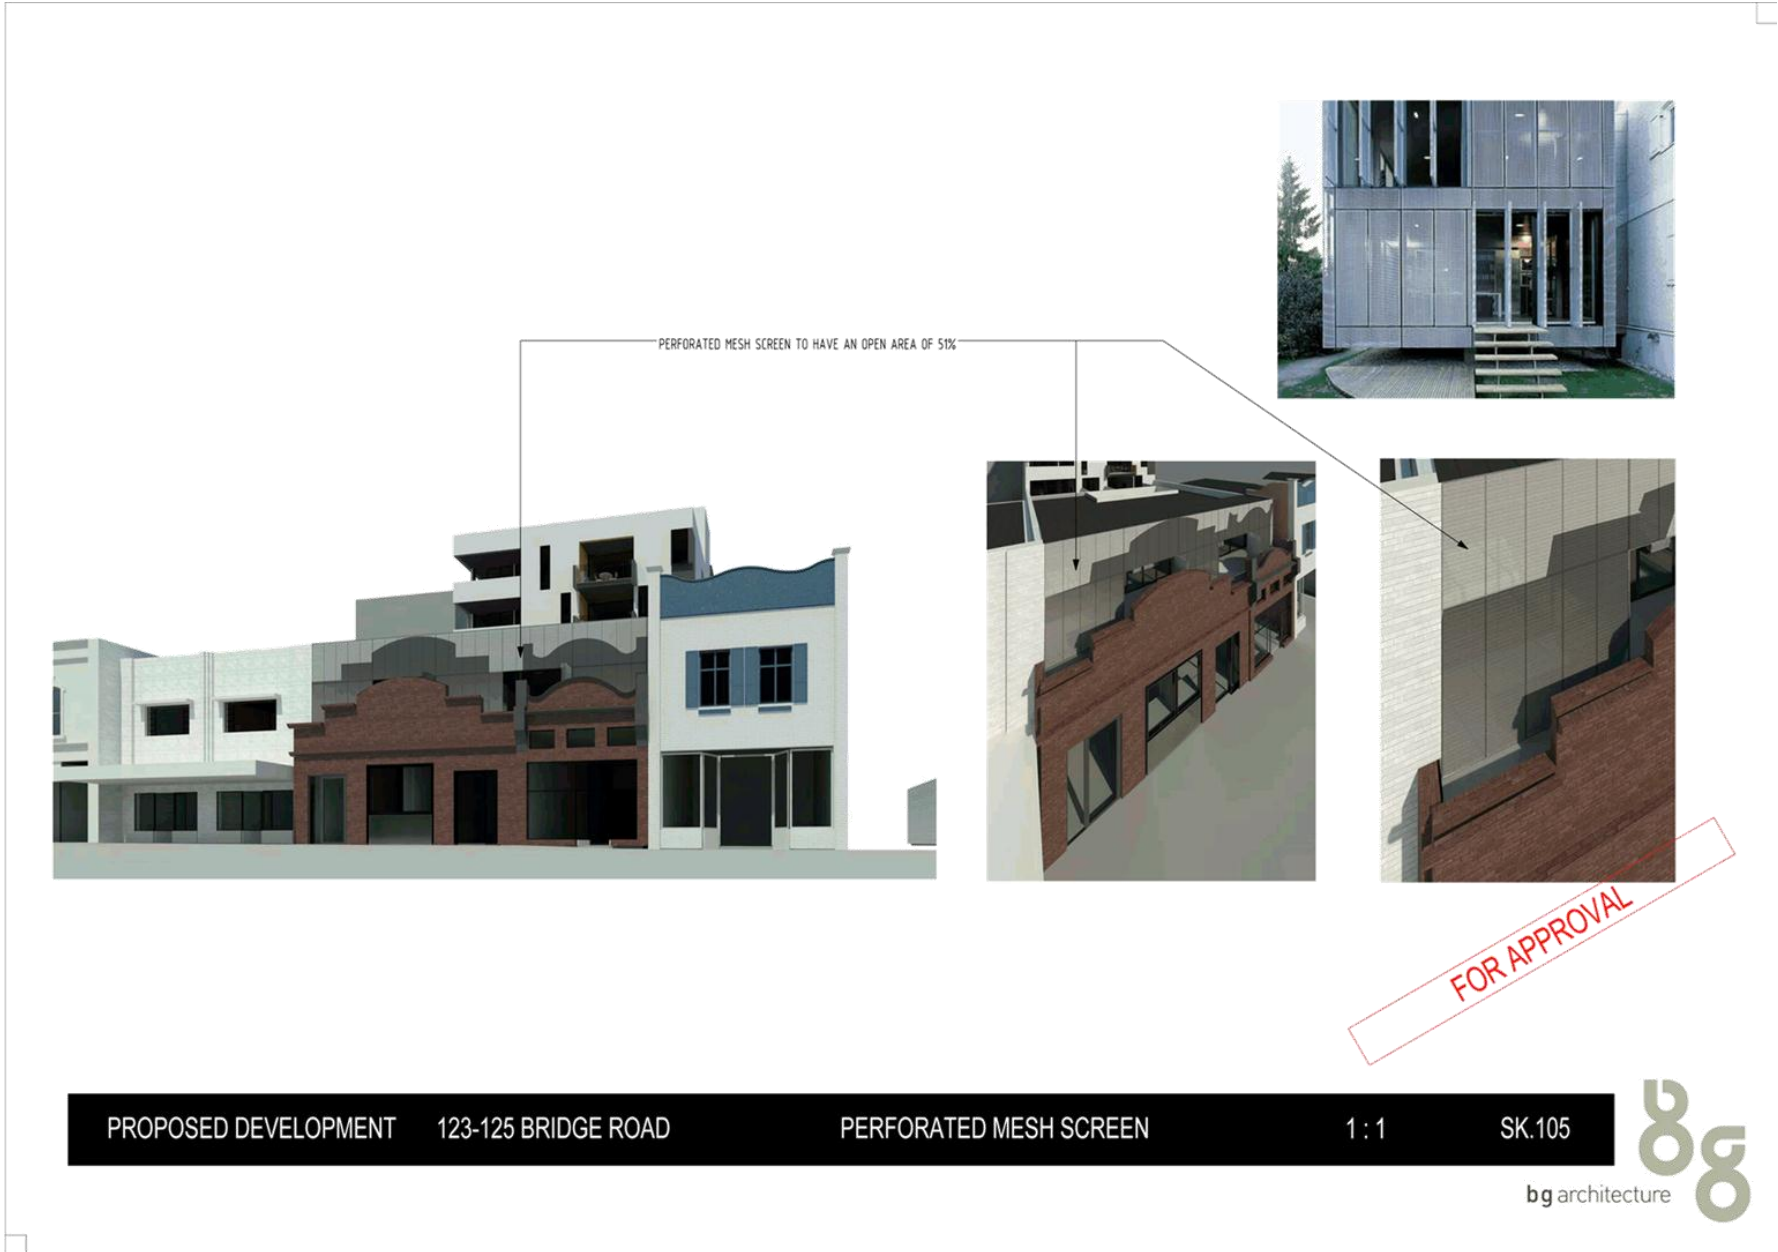 PERFORATED MESH SCREEN TO HAVE AN OPEN AREA OF 51%
FOR APPROVAL
PROPOSED DEVELOPMENT 123-125 BRIDGE ROAD PERFORATED MESH SCREEN 1 : 1 SK.105
bg
bg architecture